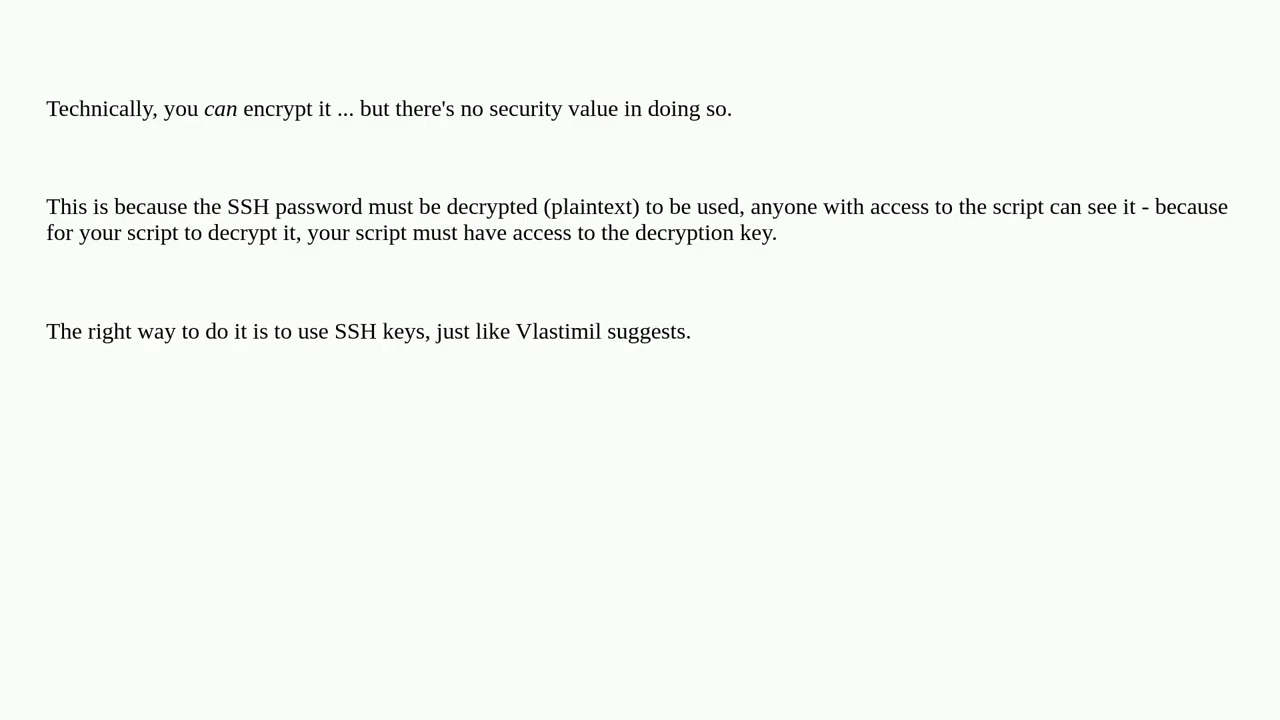 Technically, you can encrypt it ... but there's no security value in doing so.
This is because the SSH password must be decrypted (plaintext) to be used, anyone with access to the script can see it - because
for your script to decrypt it, your script must have access to the decryption key.
The right way to do it is to use SSH keys, just like Vlastimil suggests.